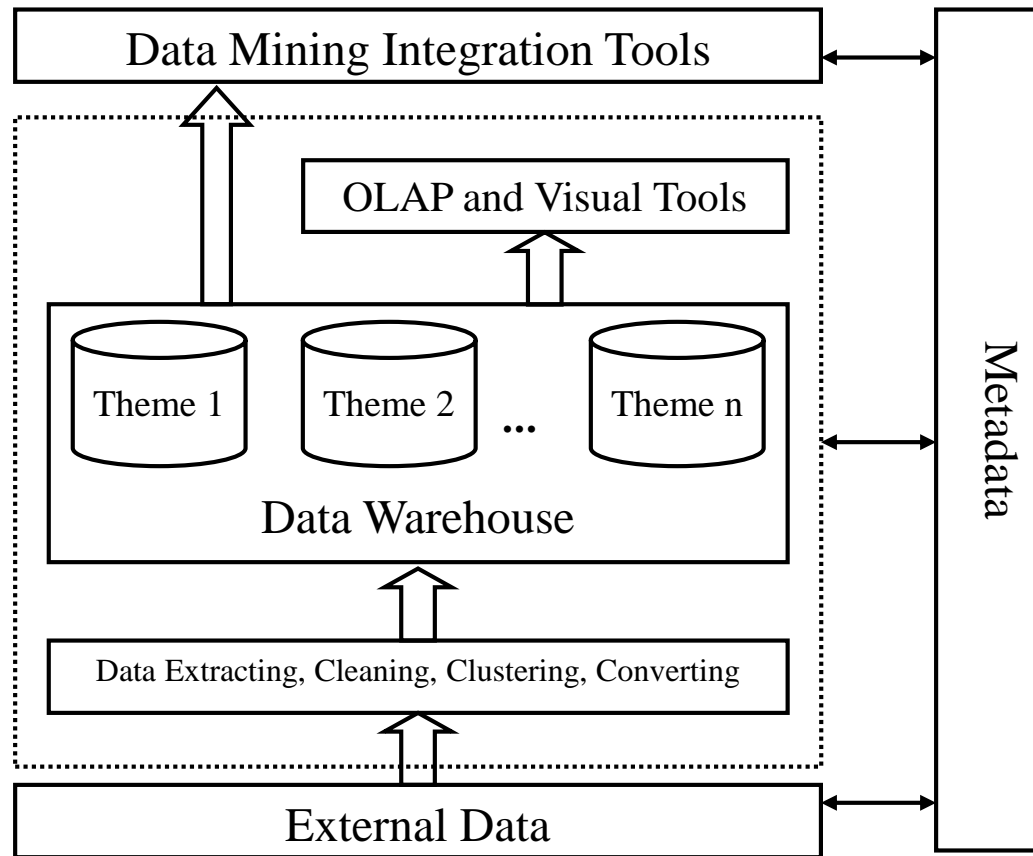 Data Mining Integration Tools
OLAP and Visual Tools
Theme 1
Theme 2
...
Theme n
Data Warehouse
Data Extracting, Cleaning, Clustering, Converting
External Data
Metadata